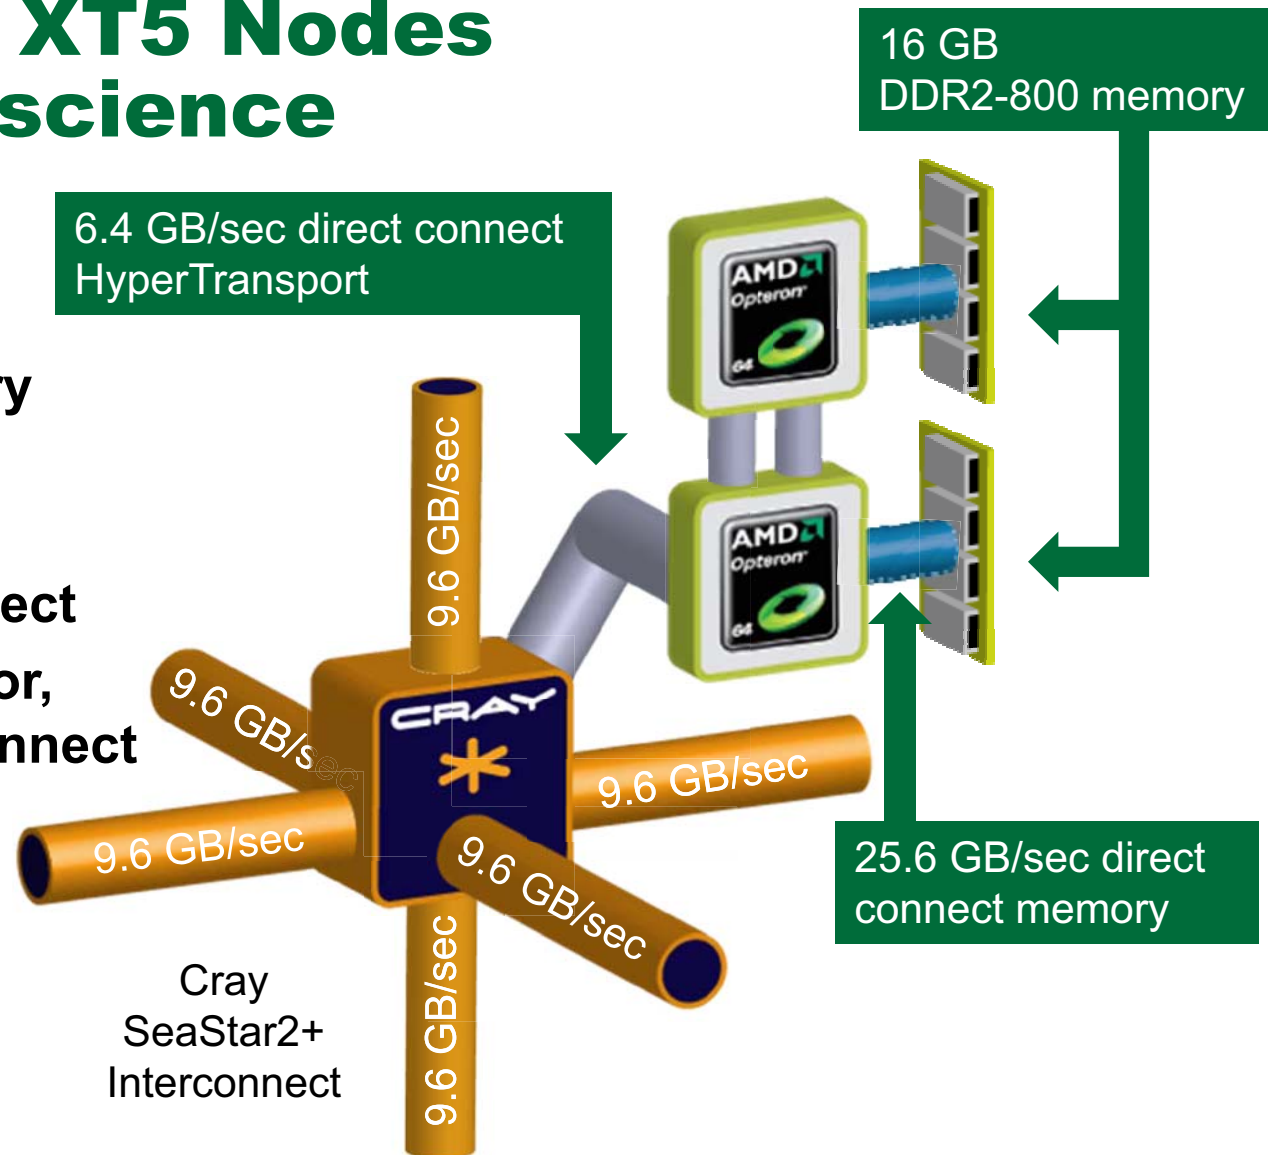 XT5 Nodes
science
16 GB
DDR2-800 memory
6.4 GB/sec direct connect
HyperTransport
AMD
Opteron
64
ry
9.6 GB/sec
AMD
Opteron
64
ect
or,
nnect
9.6 GB/sec
CRAY
9.6 GB/sec
9.6 GB/sec
9.6 GB/sec
25.6 GB/sec direct
connect memory
9.6 GB/sec
Cray
SeaStar2+
Interconnect